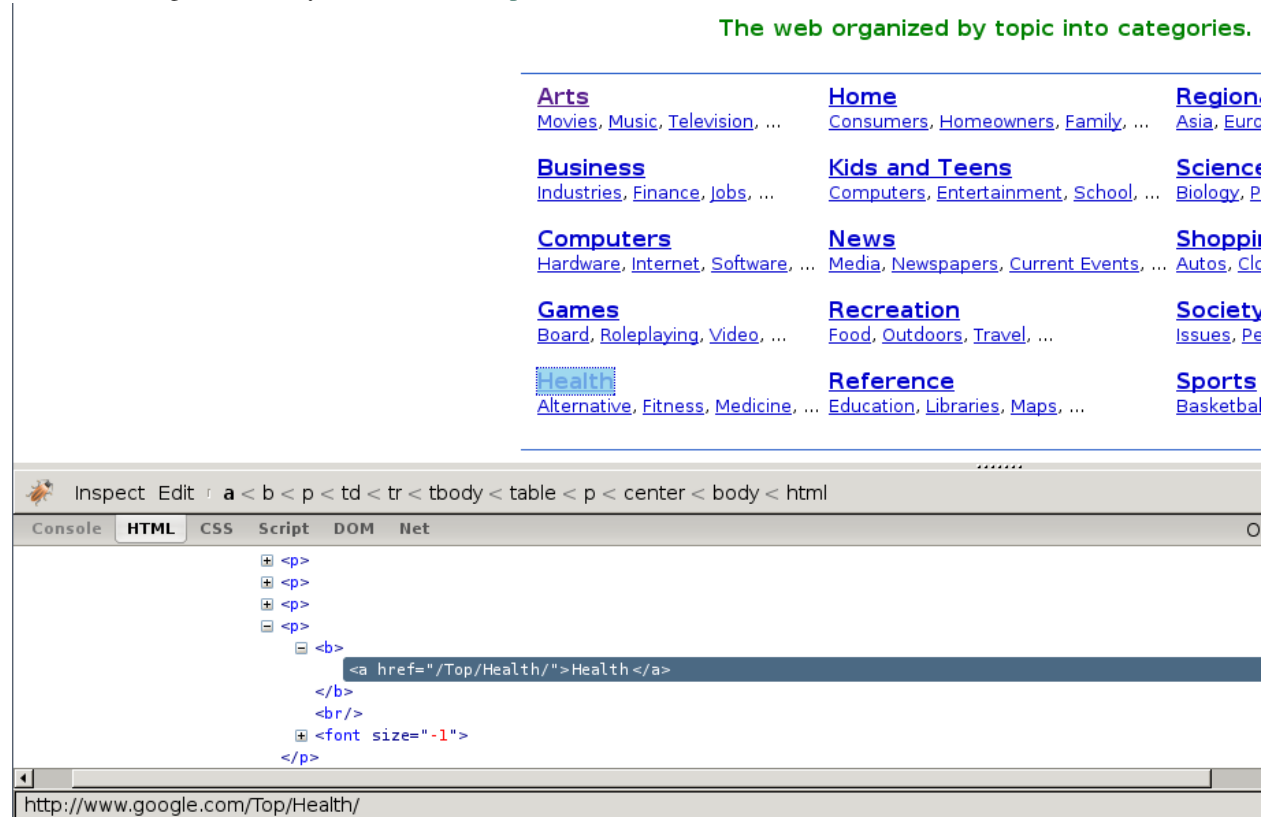 The web organized by topic into categories.
Arts Home
Movies, Music, Television, ... Consumers, Homeowners, Family, ... Asia,
Business Kids and Teens Science
Industries, Finance, Jobs, ... Computers, Entertainment, School, ... Biology,
Computers News
Hardware, Internet, Software, ... Media, Newspapers, Current Events, ... Autos,
Games Recreation Society
Board, Roleplaying, Video, ... Food, Outdoors, Travel, ... Issues,
Health Reference Sports
Alternative, Fitness, Medicine, ... Education, Libraries, Maps, ...
Inspect Edit a < b < p < td < tr < tbody < table < p < center < body < html
Console HTML CSS Script DOM Net
<p>
<p>
<p>
<p>
<b>
<a href="/Top/Health/">Health</a>
</b>
<br/>
<font size="-1">
</p>
http://www.google.com/Top/Health/